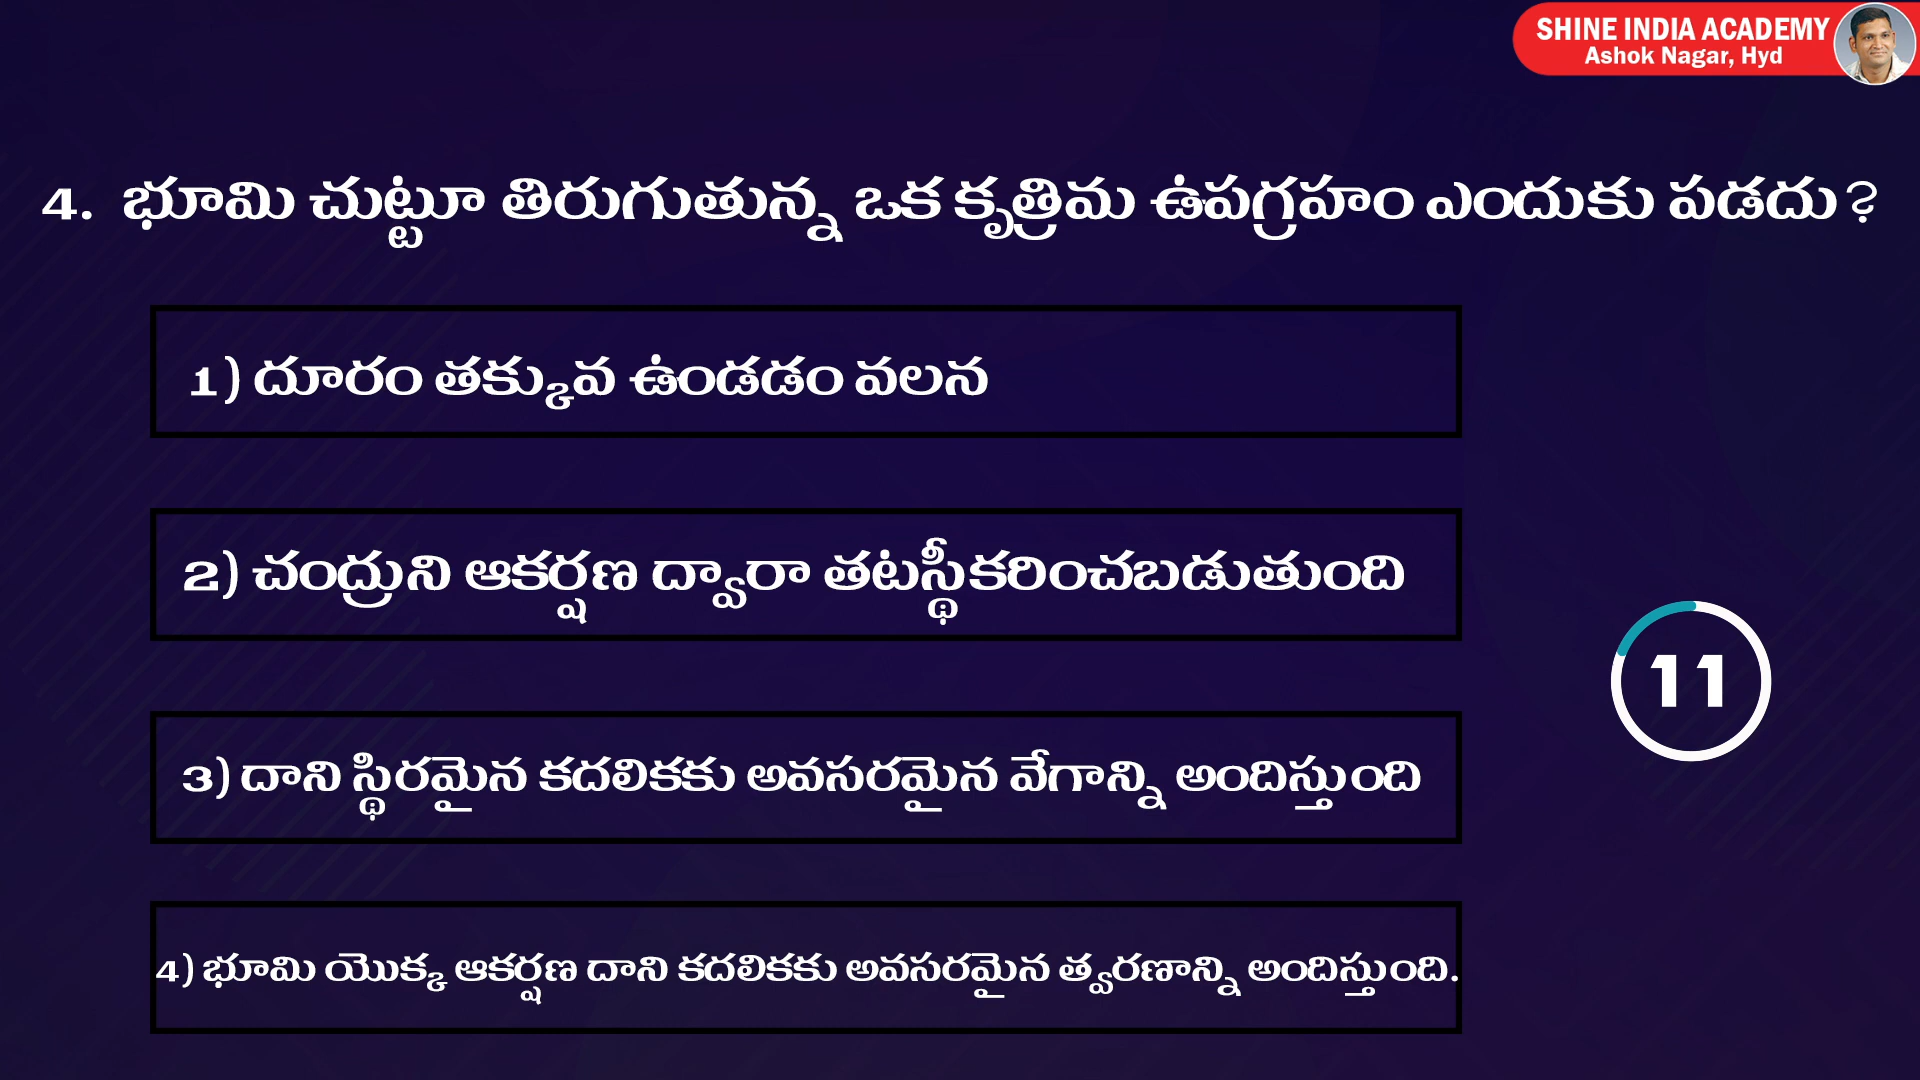 SHINE INDIA ACADEMY
Ashok Nagar, Hyd
4. భూమి చుట్టూ తిరుగుతున్న ఒక కృత్రిమ ఉపగ్రహం ఎందుకు పడదు?
1) దూరం తక్కువ ఉండడం వలన
2) చంద్రుని ఆకర్షణ ద్వారా తటస్థీకరించబడుతుంది
3) దాని స్థిరమైన కదలికకు అవసరమైన వేగాన్ని అందిస్తుంది
11
4) భూమి యొక్క ఆకర్షణ దాని కదలికకు అవసరమైన త్వరణాన్ని అందిస్తుంది.